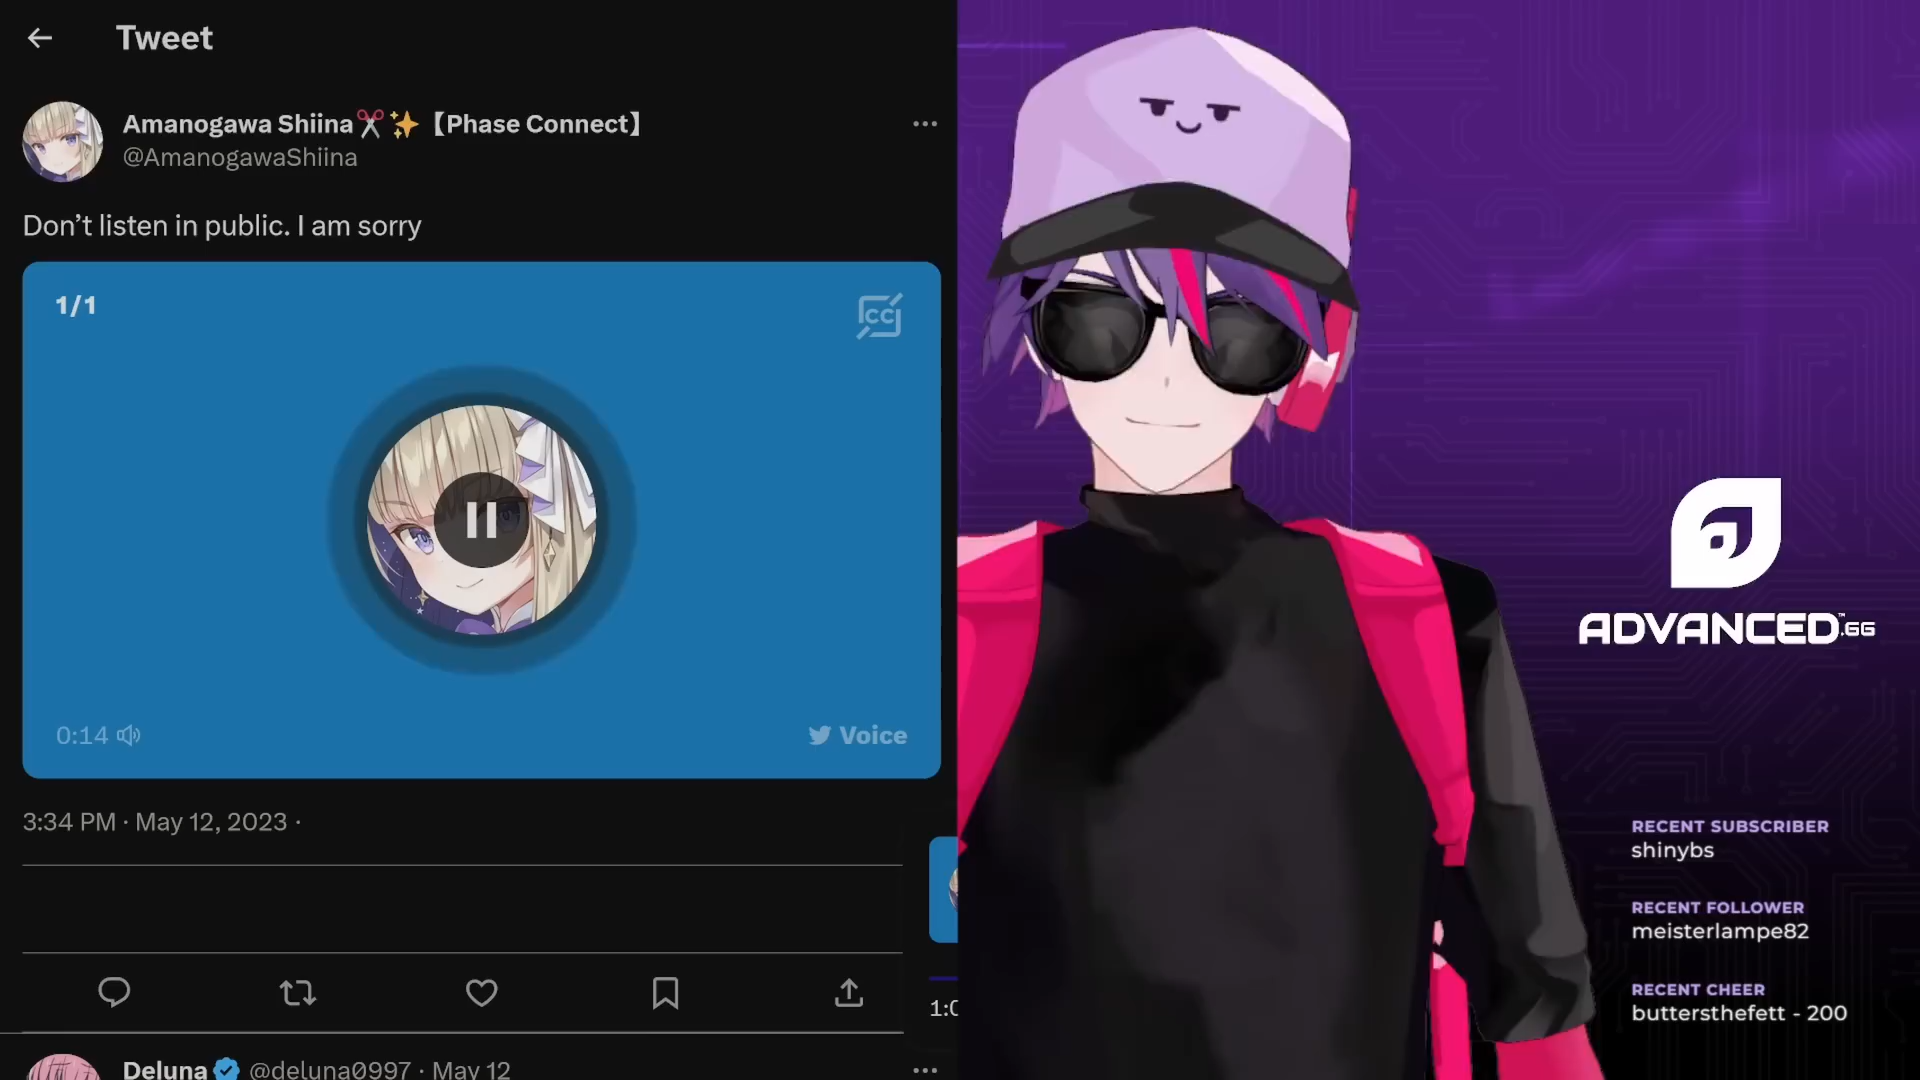 Tweet
Amanogawa Shiina✂️✨【Phase Connect】
@AmanogawaShiina
Don’t listen in public. I am sorry
1/1
CC
0:14
Voice
3:34 PM · May 12, 2023 ·
Deluna @deluna0997 · May 12
ADVANCED™.GG
RECENT SUBSCRIBER
shinybs
RECENT FOLLOWER
meisterlampe82
RECENT CHEER
buttersthefett - 200